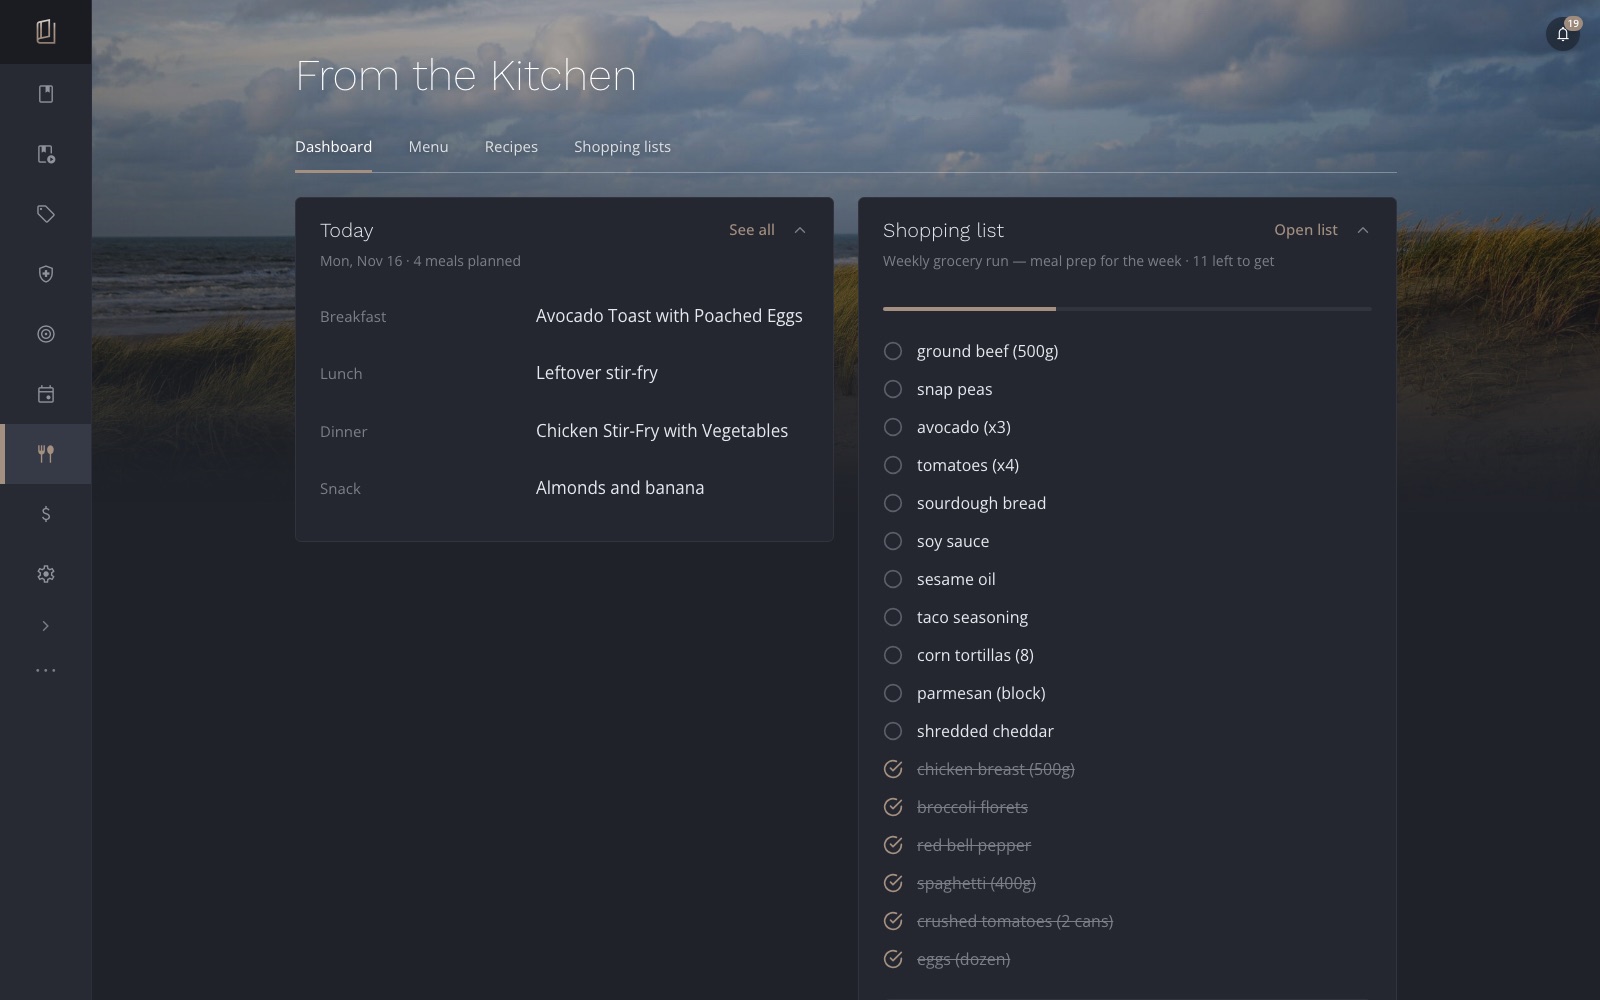 19
From the Kitchen
Dashboard Menu Recipes Shopping lists
Today See all
Mon, Nov 16 · 4 meals planned
Breakfast Avocado Toast with Poached Eggs
Lunch Leftover stir-fry
Dinner Chicken Stir-Fry with Vegetables
Snack Almonds and banana
Shopping list Open list
Weekly grocery run — meal prep for the week · 11 left to get
ground beef (500g)
snap peas
avocado (x3)
tomatoes (x4)
sourdough bread
soy sauce
sesame oil
taco seasoning
corn tortillas (8)
parmesan (block)
shredded cheddar
chicken breast (500g)
broccoli florets
red bell pepper
spaghetti (400g)
crushed tomatoes (2 cans)
eggs (dozen)